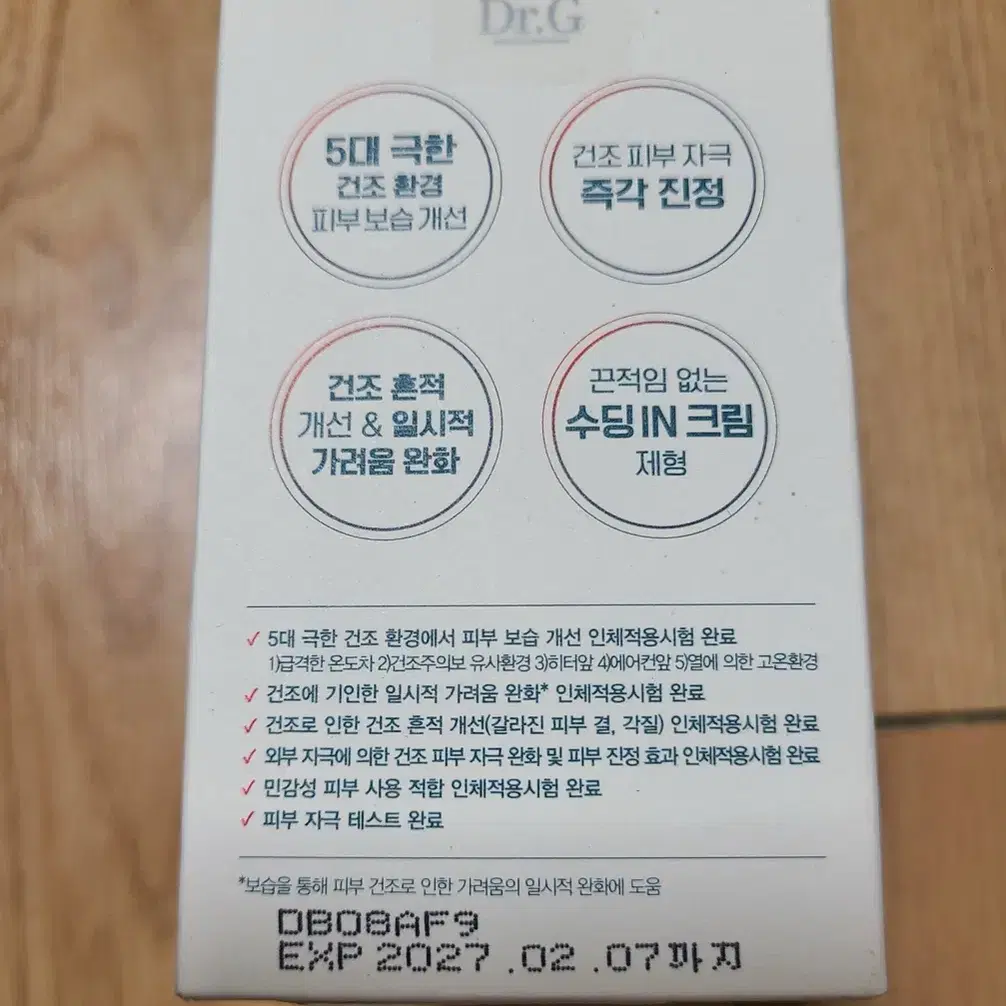 Dr.G
5대 극한
건조 환경
피부 보습 개선
건조 피부 자극
즉각 진정
건조 흔적
개선 & 일시적
가려움 완화
끈적임 없는
수딩 IN 크림
제형
✓ 5대 극한 건조 환경에서 피부 보습 개선 인체적용시험 완료
1)급격한 온도차 2)건조주의보 유사환경 3)히터앞 4)에어컨앞 5)열에 의한 고온환경
✓ 건조에 기인한 일시적 가려움 완화* 인체적용시험 완료
✓ 건조로 인한 건조 흔적 개선(갈라진 피부 결, 각질) 인체적용시험 완료
✓ 외부 자극에 의한 건조 피부 자극 완화 및 피부 진정 효과 인체적용시험 완료
✓ 민감성 피부 사용 적합 인체적용시험 완료
✓ 피부 자극 테스트 완료
*보습을 통해 피부 건조로 인한 가려움의 일시적 완화에 도움
DB08AF9
EXP 2027 .02 .07까지